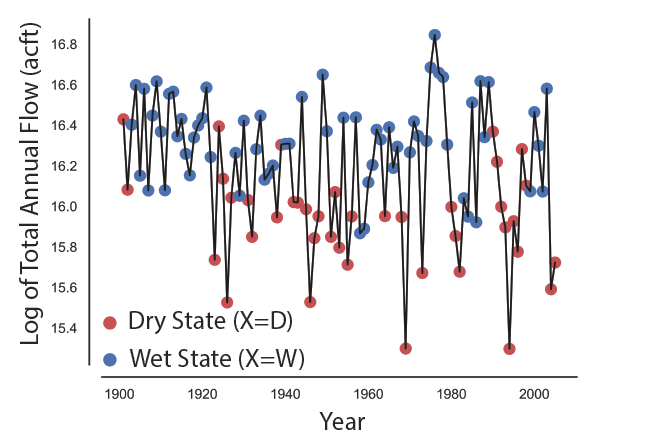 Log of Total Annual Flow (acft)
16.8
16.6
16.4
16.2
16.0
15.8
15.6
15.4
Dry State (X=D)
Wet State (X=W)
1900 1920 1940 1960 1980 2000
Year